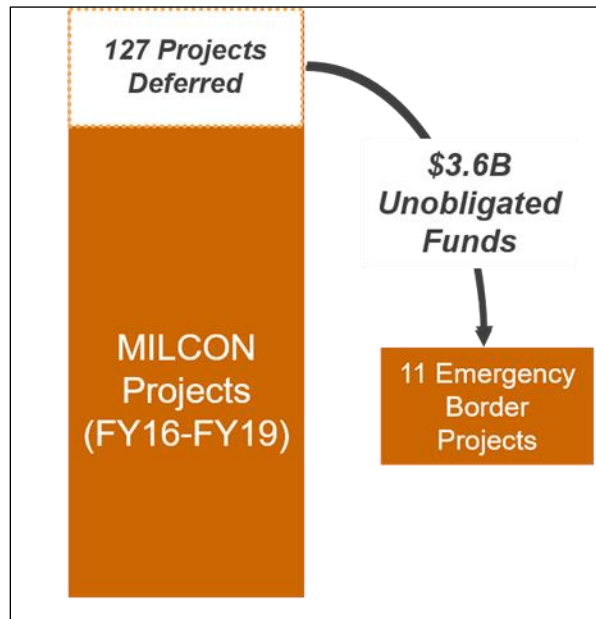 127 Projects
Deferred
$3.6B
Unobligated
Funds
MILCON
Projects
(FY16-FY19)
11 Emergency
Border
Projects